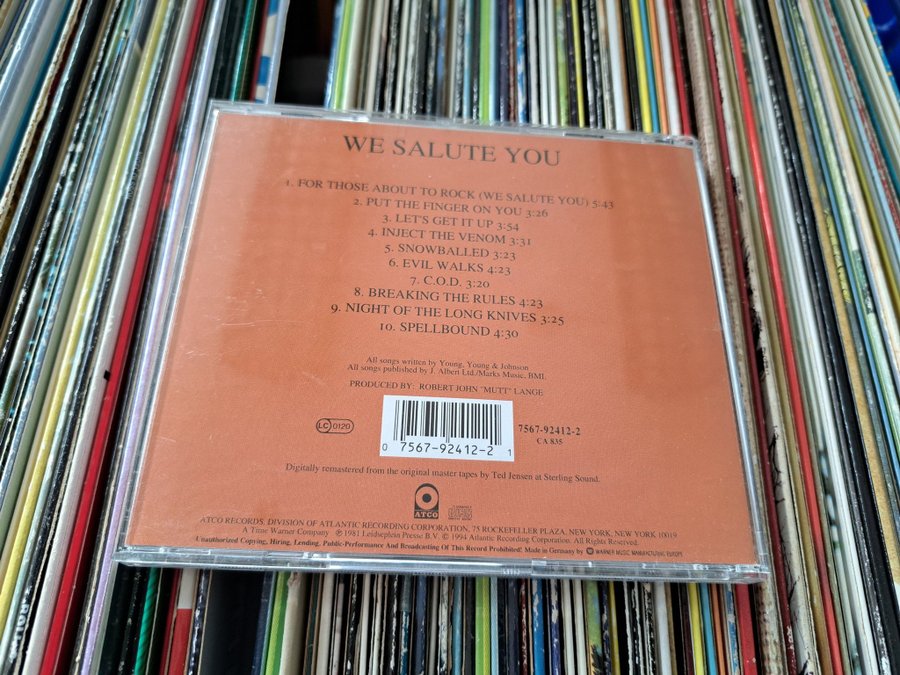 WE SALUTE YOU
1. FOR THOSE ABOUT TO ROCK (WE SALUTE YOU) 5:43
2. PUT THE FINGER ON YOU 3:26
3. LET'S GET IT UP 3:54
4. INJECT THE VENOM 3:31
5. SNOWBALLED 3:23
6. EVIL WALKS 4:23
7. C.O.D. 3:20
8. BREAKING THE RULES 4:23
9. NIGHT OF THE LONG KNIVES 3:25
10. SPELLBOUND 4:30
All songs written by Young, Young & Johnson
All songs published by J. Albert Ltd./Marks Music, BMI.
PRODUCED BY: ROBERT JOHN "MUTT" LANGE
LC 0120
0 7567-92412-2 1
7567-92412-2
CA 835
Digitally remastered from the original master tapes by Ted Jensen at Sterling Sound.
ATCO
ATCO RECORDS, DIVISION OF ATLANTIC RECORDING CORPORATION, 75 ROCKEFELLER PLAZA, NEW YORK, NEW YORK 10019
A Time Warner Company ℗ 1981 Leidseplein Presse B.V. © 1994 Atlantic Recording Corporation. All Rights Reserved.
Unauthorized Copying, Hiring, Lending, Public-Performance And Broadcasting Of This Record Prohibited! Made in Germany by WARNER MUSIC MANUFACTURING EUROPE